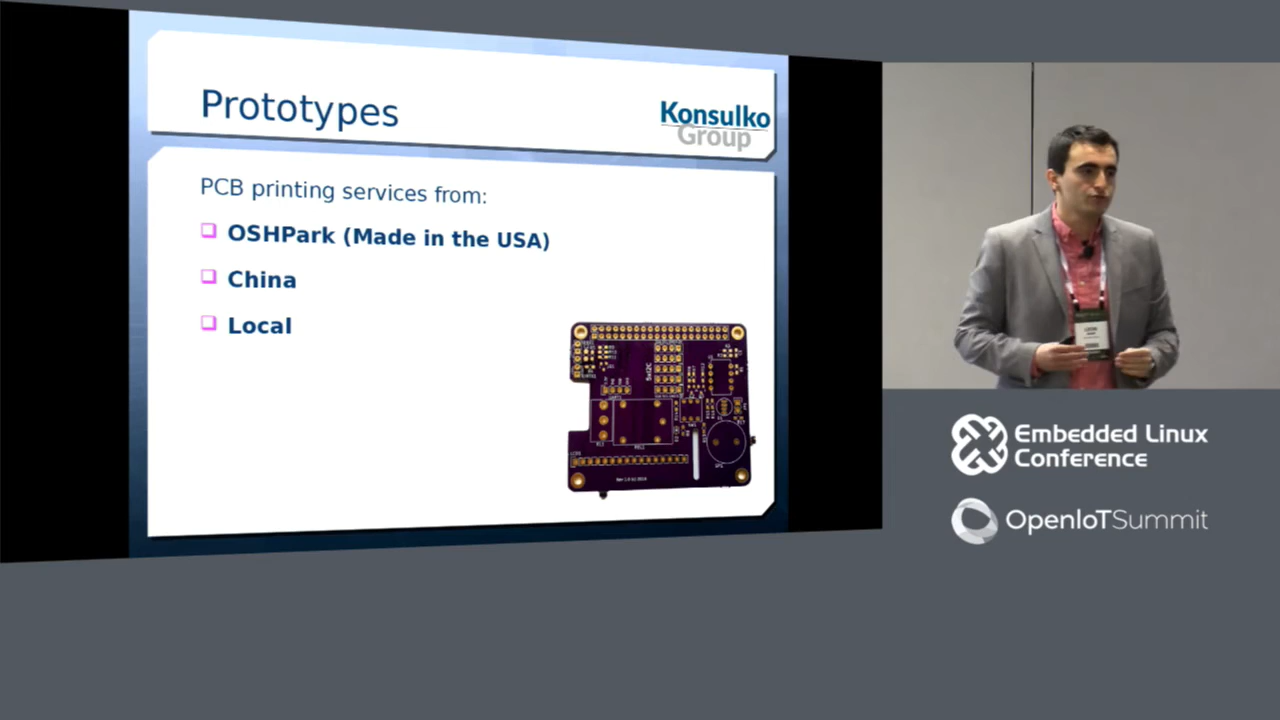 Prototypes
Konsulko
Group
PCB printing services from:
OSHPark (Made in the USA)
China
Local
Embedded Linux
Conference
OpenIoTSummit